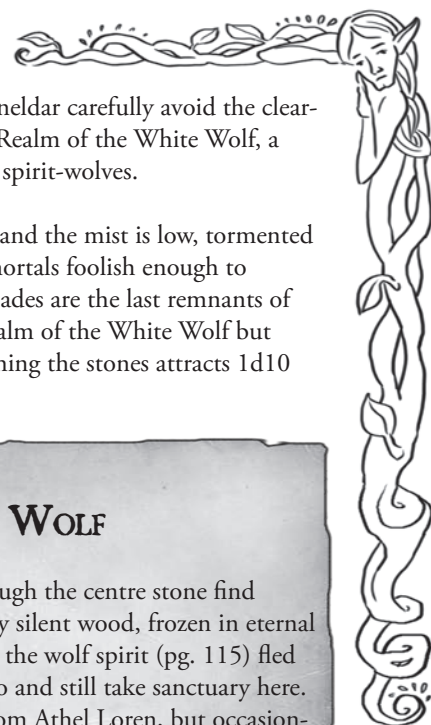 neldar carefully avoid the clear-
Realm of the White Wolf, a
spirit-wolves.
and the mist is low, tormented
nortals foolish enough to
ades are the last remnants of
alm of the White Wolf but
ning the stones attracts 1d10
Wolf
ugh the centre stone find
y silent wood, frozen in eternal
the wolf spirit (pg. 115) fled
o and still take sanctuary here.
om Athel Loren, but occasion-